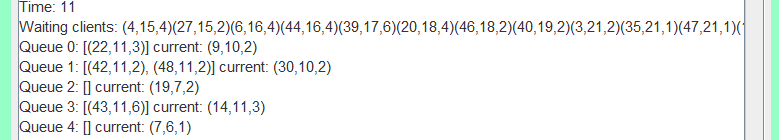 Time: 11
Waiting clients: (4,15,4)(27,15,2)(6,16,4)(44,16,4)(39,17,6)(20,18,4)(46,18,2)(40,19,2)(3,21,2)(35,21,1)(47,21,1)(
Queue 0: [(22,11,3)] current: (9,10,2)
Queue 1: [(42,11,2), (48,11,2)] current: (30,10,2)
Queue 2: [] current: (19,7,2)
Queue 3: [(43,11,6)] current: (14,11,3)
Queue 4: [] current: (7,6,1)